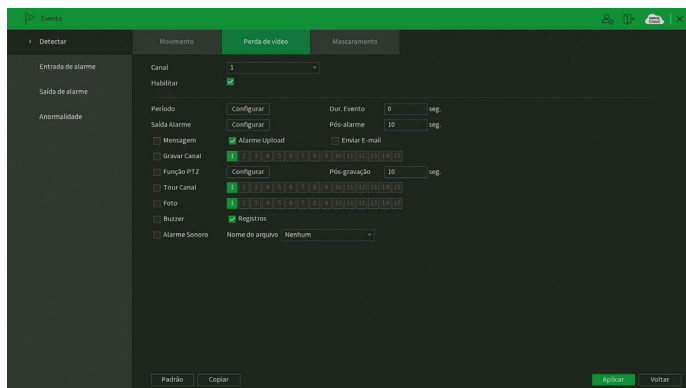 Evento
Detectar
Movimento Perda de vídeo Mascaramento
Entrada de alarme
Saída de alarme
Anormalidade
Canal 1
Habilitar
Período Configurar Dur. Evento 0 seg.
Saída Alarme Configurar Pós-alarme 10 seg.
Mensagem Alarme Upload Enviar E-mail
Gravar Canal 1 2 3 4 5 6 7 8 9 10 11 12 13 14 15
Função PTZ Configurar Pós-gravação 10 seg.
Tour Canal 1 2 3 4 5 6 7 8 9 10 11 12 13 14 15
Foto 1 2 3 4 5 6 7 8 9 10 11 12 13 14 15
Buzzer Registros
Alarme Sonoro Nome do arquivo Nenhum
Padrão Copiar Aplicar Voltar